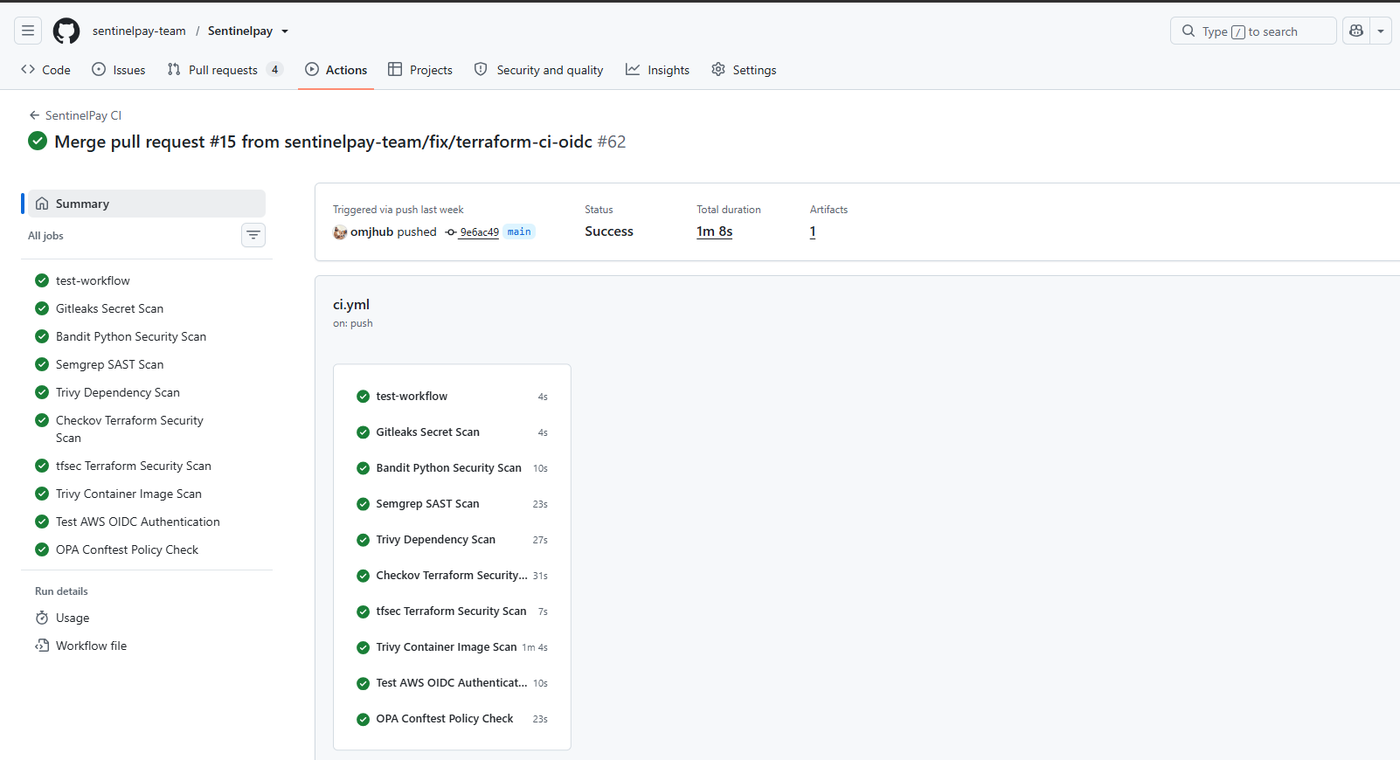 sentinelpay-team / Sentinelpay
Type / to search
Code Issues Pull requests 4 Actions Projects Security and quality Insights Settings
SentinelPay CI
Merge pull request #15 from sentinelpay-team/fix/terraform-ci-oidc #62
Summary
All jobs
test-workflow
Gitleaks Secret Scan
Bandit Python Security Scan
Semgrep SAST Scan
Trivy Dependency Scan
Checkov Terraform Security
Scan
tfsec Terraform Security Scan
Trivy Container Image Scan
Test AWS OIDC Authentication
OPA Conftest Policy Check
Run details
Usage
Workflow file
Triggered via push last week
omjhub pushed 9e6ac49 main
Status
Success
Total duration
1m 8s
Artifacts
1
ci.yml
on: push
test-workflow 4s
Gitleaks Secret Scan 4s
Bandit Python Security Scan 10s
Semgrep SAST Scan 23s
Trivy Dependency Scan 27s
Checkov Terraform Security... 31s
tfsec Terraform Security Scan 7s
Trivy Container Image Scan 1m 4s
Test AWS OIDC Authenticat... 10s
OPA Conftest Policy Check 23s